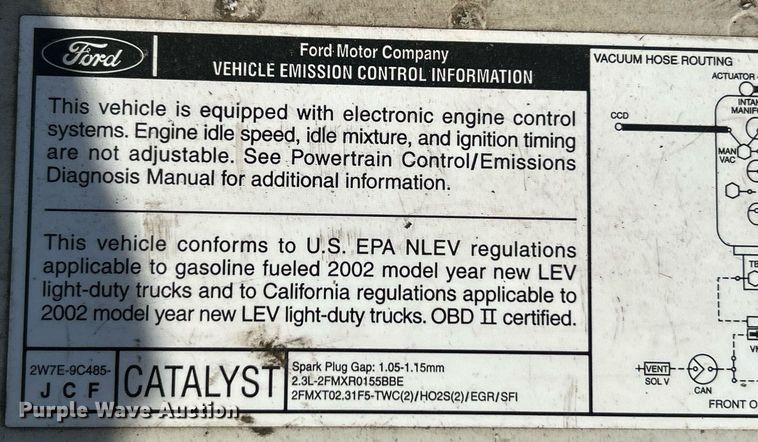 Ford
Ford Motor Company
VEHICLE EMISSION CONTROL INFORMATION
This vehicle is equipped with electronic engine control
systems. Engine idle speed, idle mixture, and ignition timing
are not adjustable. See Powertrain Control/Emissions
Diagnosis Manual for additional information.
This vehicle conforms to U.S. EPA NLEV regulations
applicable to gasoline fueled 2002 model year new LEV
light-duty trucks and to California regulations applicable to
2002 model year new LEV light-duty trucks. OBD II certified.
2W7E-9C485-
JCF
CATALYST
Spark Plug Gap: 1.05-1.15mm
2.3L-2FMXR0155BBE
2FMXT02.31F5-TWC(2)/HO2S(2)/EGR/SFI
VACUUM HOSE ROUTING
ACTUATOR
CCD
MAN
VAC
VENT
SOL V
CAN
FRONT O
Purple Wave Auction